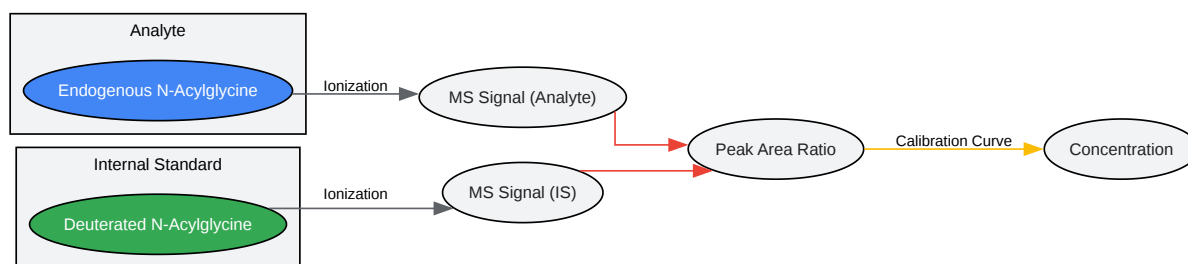 Analyte
Endogenous N-Acylglycine
Ionization
MS Signal (Analyte)
Internal Standard
Deuterated N-Acylglycine
Ionization
MS Signal (IS)
Peak Area Ratio
Calibration Curve
Concentration